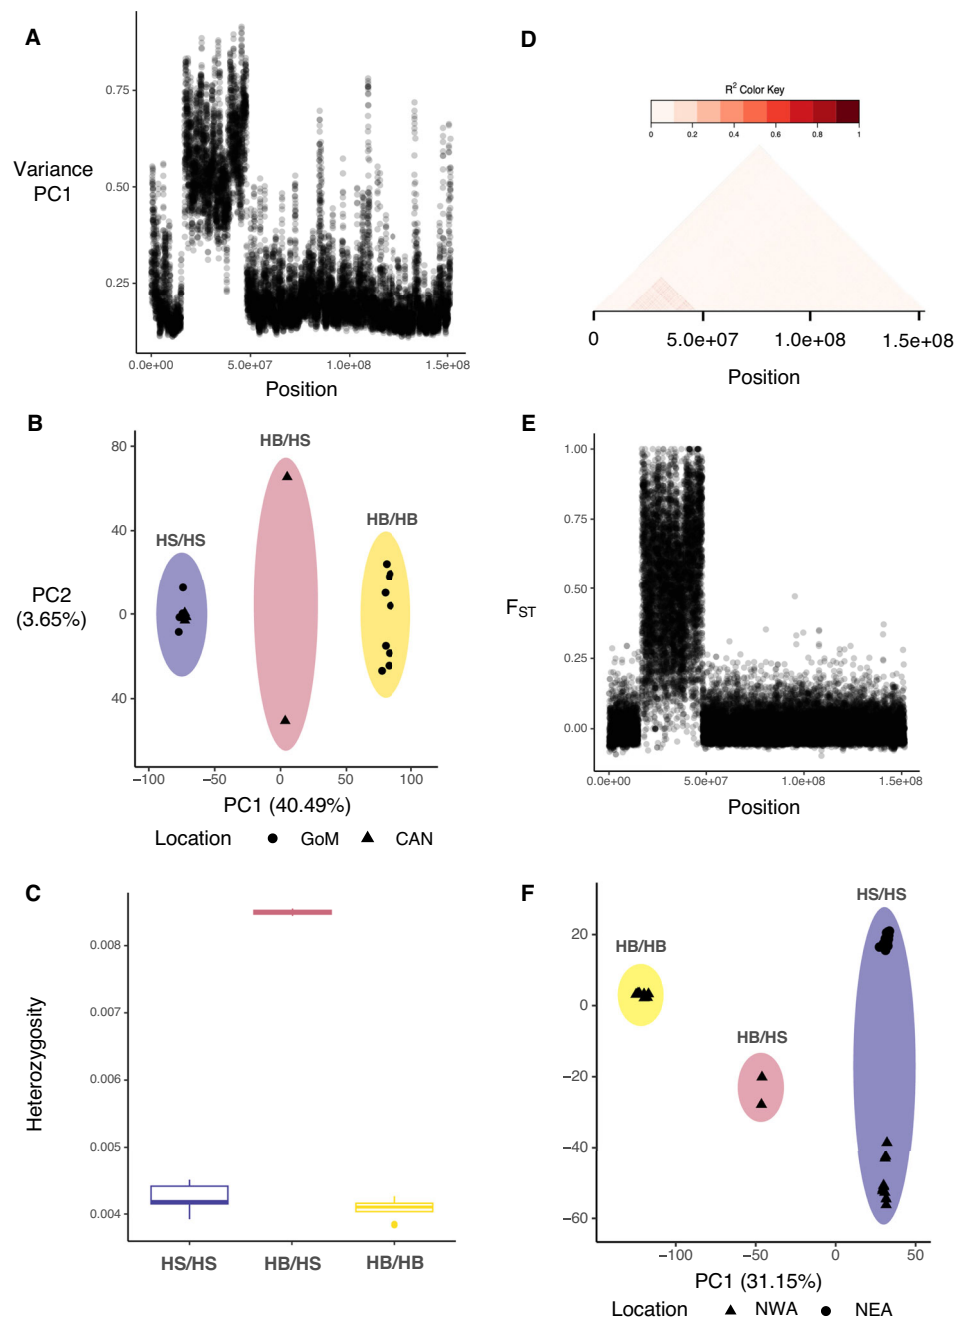 A
Variance
PC1
0.75
0.50
0.25
0.0e+00
5.0e+07
1.0e+08
1.5e+08
Position
D
R2 Color Key
0
0.2
0.4
0.6
0.8
1
0
5.0e+07
1.0e+08
1.5e+08
Position
B
PC2
(3.65%)
80
40
0
40
HS/HS
HB/HS
HB/HB
−100
−50
0
50
100
PC1 (40.49%)
Location
GoM
CAN
E
FST
1.00
0.75
0.50
0.25
0.00
0.0e+00
5.0e+07
1.0e+08
1.5e+08
Position
C
Heterozygosity
0.008
0.007
0.006
0.005
0.004
HS/HS
HB/HS
HB/HB
F
20
0
−20
−40
−60
HB/HB
HB/HS
HS/HS
−100
−50
0
50
PC1 (31.15%)
Location
NWA
NEA